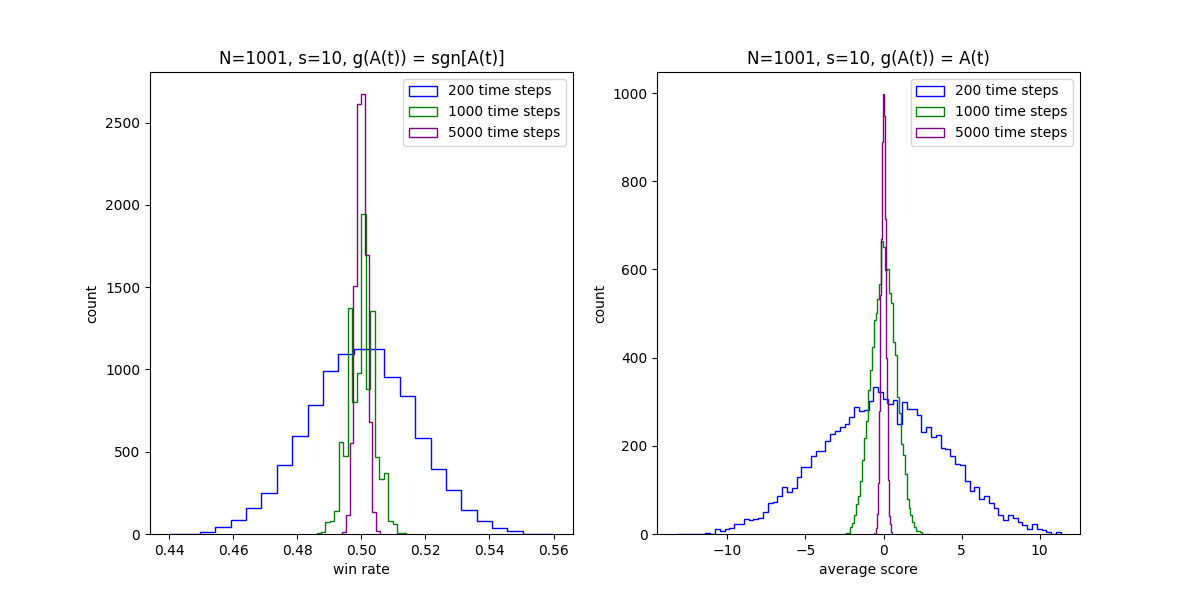 N=1001, s=10, g(A(t)) = sgn[A(t)]
200 time steps
1000 time steps
5000 time steps
2500
2000
1500
1000
500
0
count
0.44 0.46 0.48 0.50 0.52 0.54 0.56
win rate
N=1001, s=10, g(A(t)) = A(t)
200 time steps
1000 time steps
5000 time steps
1000
800
600
400
200
0
count
−10 −5 0 5 10
average score